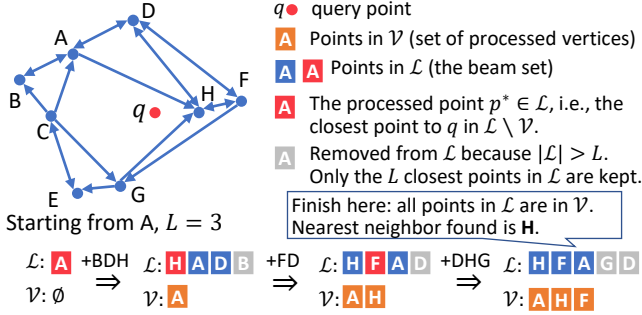 D
A
F
H
B
q
C
E
G
q query point
A Points in 𝒱 (set of processed vertices)
A A Points in ℒ (the beam set)
A The processed point p* ∈ ℒ, i.e., the
closest point to q in ℒ \ 𝒱.
A Removed from ℒ because |ℒ| > L.
Only the L closest points in ℒ are kept.
Starting from A, L = 3
Finish here: all points in ℒ are in 𝒱.
Nearest neighbor found is H.
ℒ: A +BDH ⇒ ℒ: H A D B +FD ⇒ ℒ: H F A D +DHG ⇒ ℒ: H F A G D
𝒱: ∅ 𝒱: A 𝒱: A H 𝒱: A H F